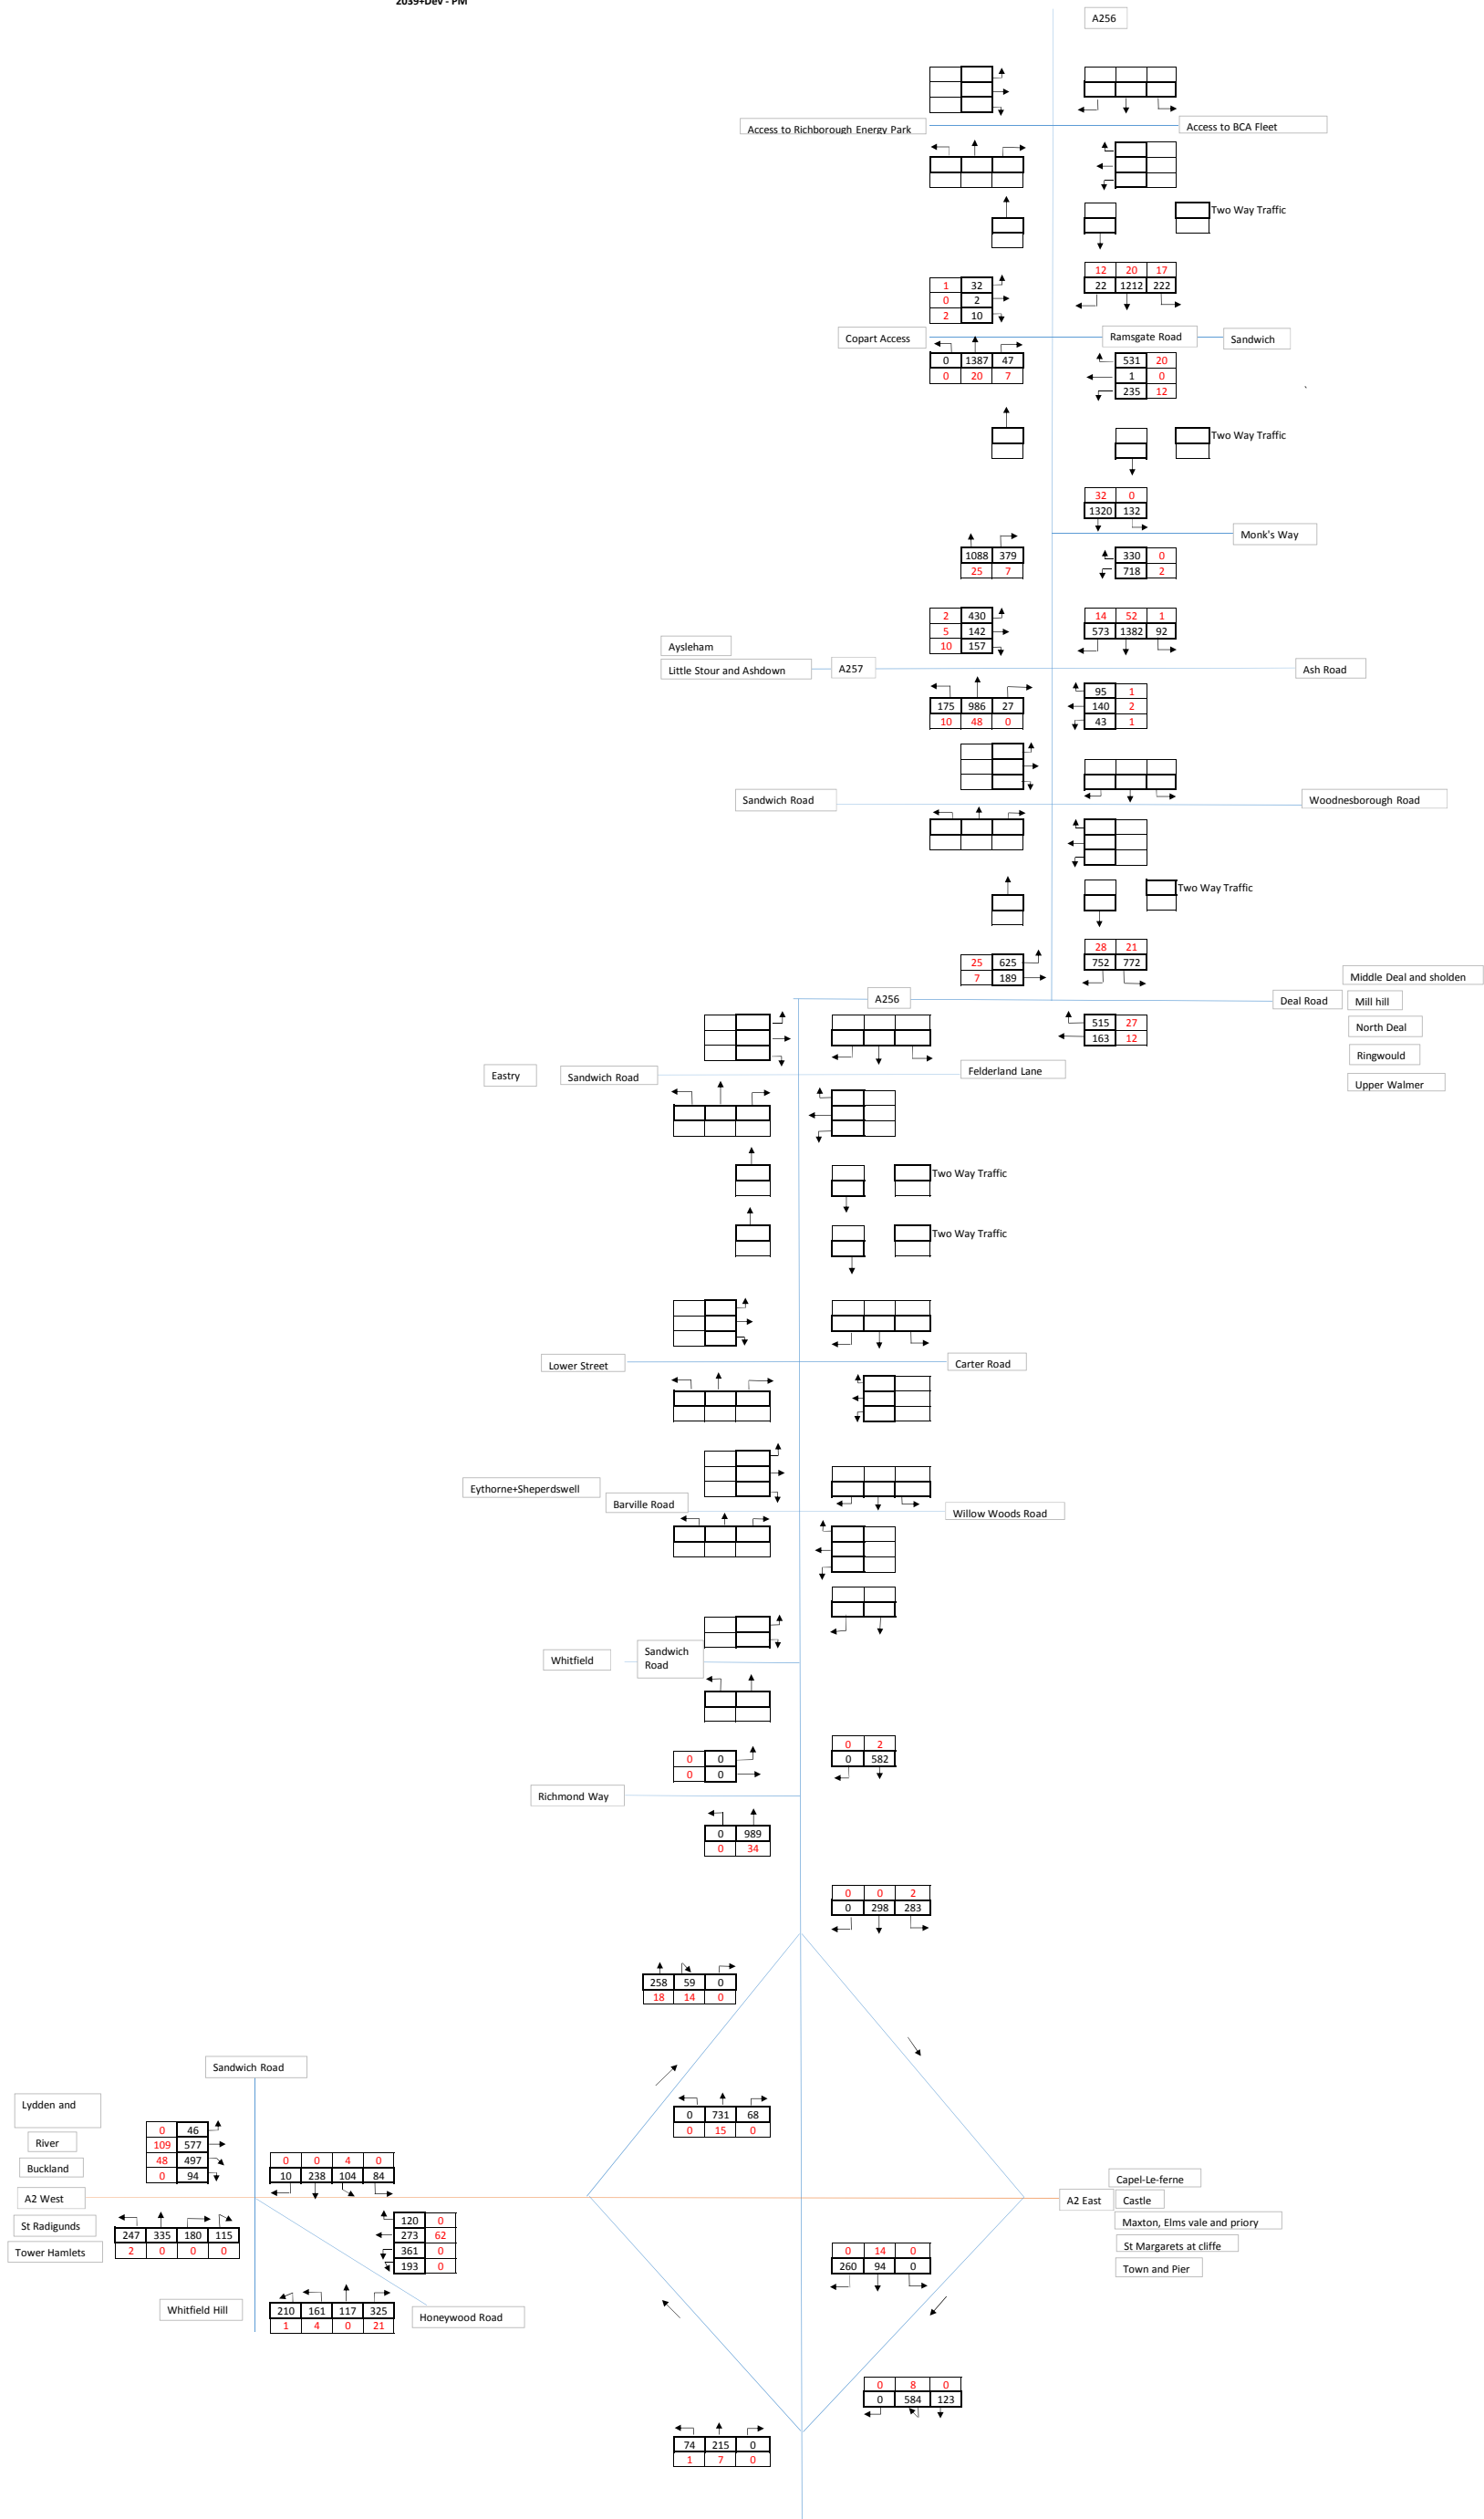 2039+Dev - PM
A256
Access to Richborough Energy Park
Access to BCA Fleet
Two Way Traffic
12 20 17
22 1212 222
1 32
0 2
2 10
Copart Access
Ramsgate Road
Sandwich
0 1387 47
0 20 7
531 20
1 0
235 12
`
Two Way Traffic
32 0
1320 132
Monk's Way
1088 379
25 7
330 0
718 2
2 430
5 142
10 157
14 52 1
573 1382 92
Aysleham
Little Stour and Ashdown
A257
Ash Road
175 986 27
10 48 0
95 1
140 2
43 1
Sandwich Road
Woodnesborough Road
Two Way Traffic
28 21
752 772
25 625
7 189
Middle Deal and sholden
A256
Deal Road
Mill hill
515 27
163 12
North Deal
Ringwould
Upper Walmer
Eastry
Sandwich Road
Felderland Lane
Two Way Traffic
Two Way Traffic
Lower Street
Carter Road
Eythorne+Sheperdswell
Barville Road
Willow Woods Road
Whitfield
Sandwich
Road
0 2
0 582
0 0
0 0
Richmond Way
0 989
0 34
0 0 2
0 298 283
258 59 0
18 14 0
Sandwich Road
Lydden and
0 731 68
0 15 0
0 46
109 577
48 497
0 94
River
Buckland
0 0 4 0
10 238 104 84
Capel-Le-ferne
A2 West
A2 East
Castle
St Radigunds
Maxton, Elms vale and priory
247 335 180 115
2 0 0 0
120 0
273 62
361 0
193 0
Tower Hamlets
St Margarets at cliffe
0 14 0
260 94 0
Town and Pier
Whitfield Hill
210 161 117 325
1 4 0 21
Honeywood Road
0 8 0
0 584 123
74 215 0
1 7 0